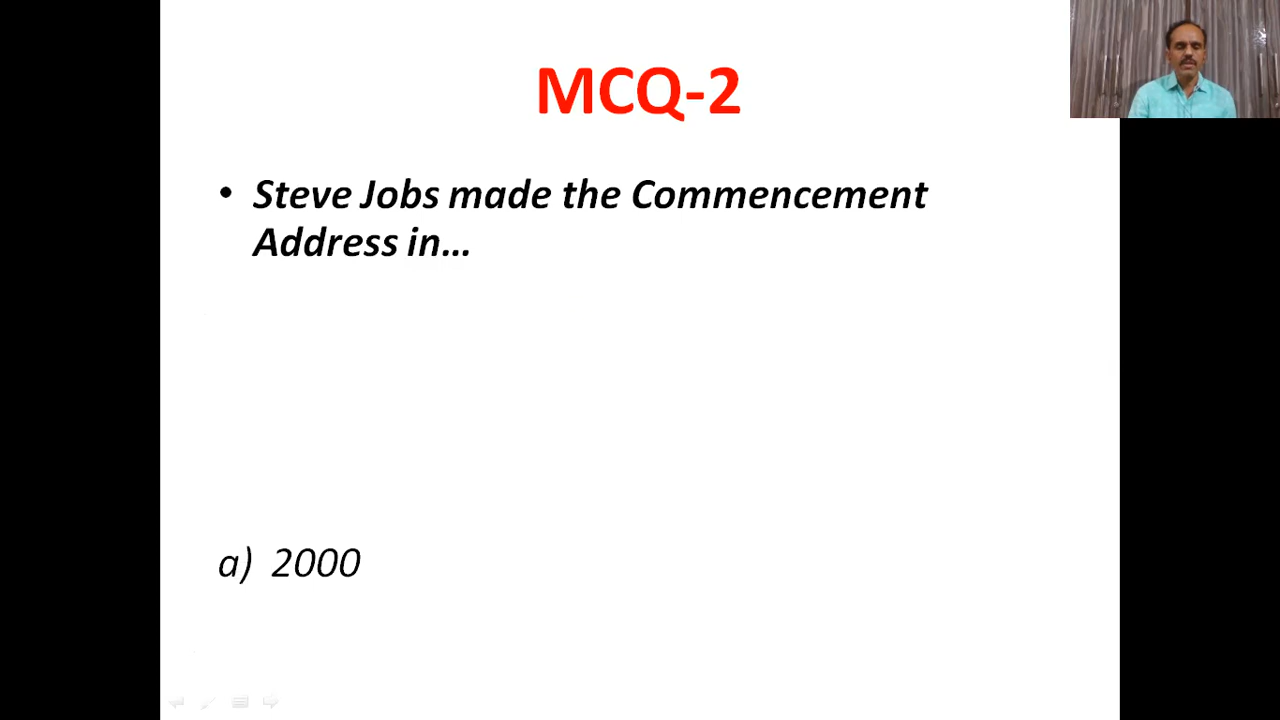 MCQ-2
• Steve Jobs made the Commencement
Address in...
a) 2000